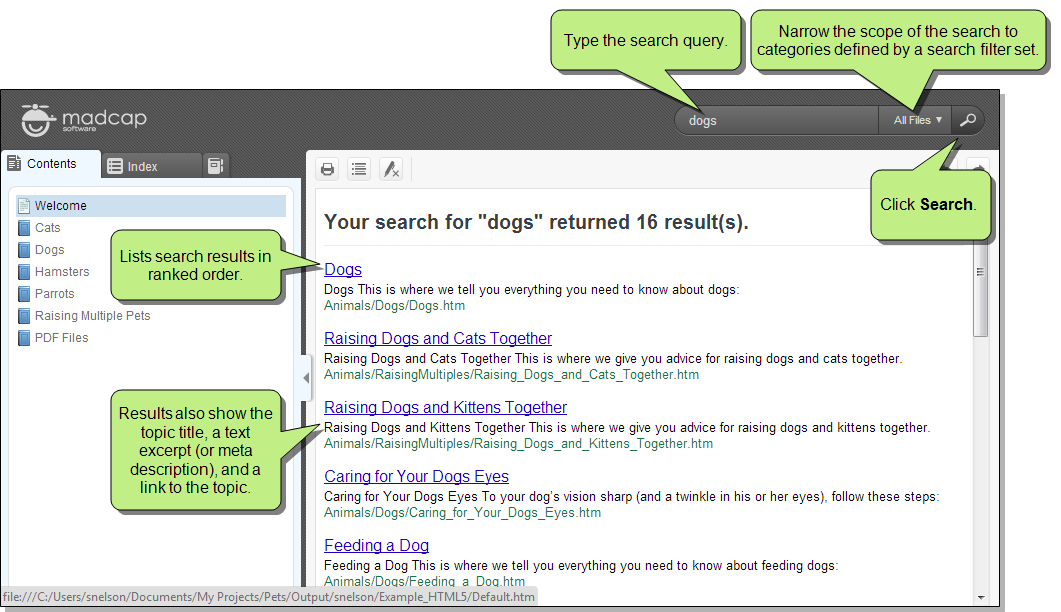 Type the search query.
Narrow the scope of the search to
categories defined by a search filter set.
madcap
software
dogs
All Files
Contents
Index
Click Search.
Welcome
Cats
Dogs
Hamsters
Parrots
Raising Multiple Pets
PDF Files
Lists search results in
ranked order.
Results also show the
topic title, a text
excerpt (or meta
description), and a
link to the topic.
Your search for "dogs" returned 16 result(s).
Dogs
Dogs This is where we tell you everything you need to know about dogs:
Animals/Dogs/Dogs.htm
Raising Dogs and Cats Together
Raising Dogs and Cats Together This is where we give you advice for raising dogs and cats together.
Animals/RaisingMultiples/Raising_Dogs_and_Cats_Together.htm
Raising Dogs and Kittens Together
Raising Dogs and Kittens Together This is where we give you advice for raising dogs and kittens together.
Animals/RaisingMultiples/Raising_Dogs_and_Kittens_Together.htm
Caring for Your Dogs Eyes
Caring for Your Dogs Eyes To your dog's vision sharp (and a twinkle in his or her eyes), follow these steps:
Animals/Dogs/Caring_for_Your_Dogs_Eyes.htm
Feeding a Dog
Feeding a Dog This is where we tell you everything you need to know about feeding dogs:
Animals/Dogs/Feeding_a_Dog.htm
file:///C:/Users/snelson/Documents/My Projects/Pets/Output/snelson/Example_HTML5/Default.htm